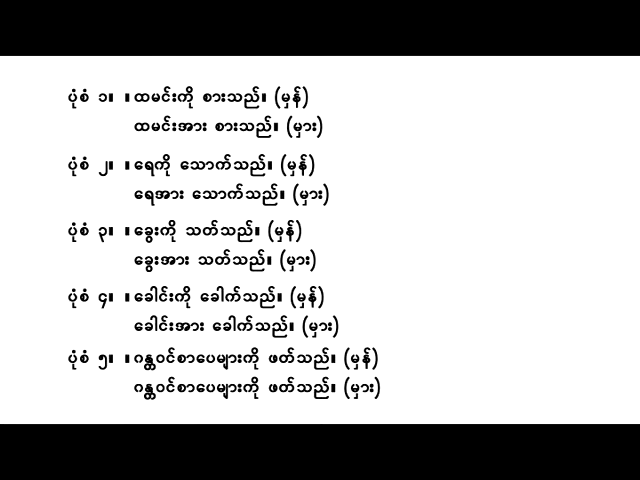 ပုံစံ ၁။ ။ထမင်းကို စားသည်။ (မှန်)
ထမင်းအား စားသည်။ (မှား)
ပုံစံ ၂။ ။ရေကို သောက်သည်။ (မှန်)
ရေအား သောက်သည်။ (မှား)
ပုံစံ ၃။ ။ခွေးကို သတ်သည်။ (မှန်)
ခွေးအား သတ်သည်။ (မှား)
ပုံစံ ၄။ ။ခေါင်းကို ခေါက်သည်။ (မှန်)
ခေါင်းအား ခေါက်သည်။ (မှား)
ပုံစံ ၅။ ။ဂန္ထဝင်စာပေများကို ဖတ်သည်။ (မှန်)
ဂန္ထဝင်စာပေများကို ဖတ်သည်။ (မှား)